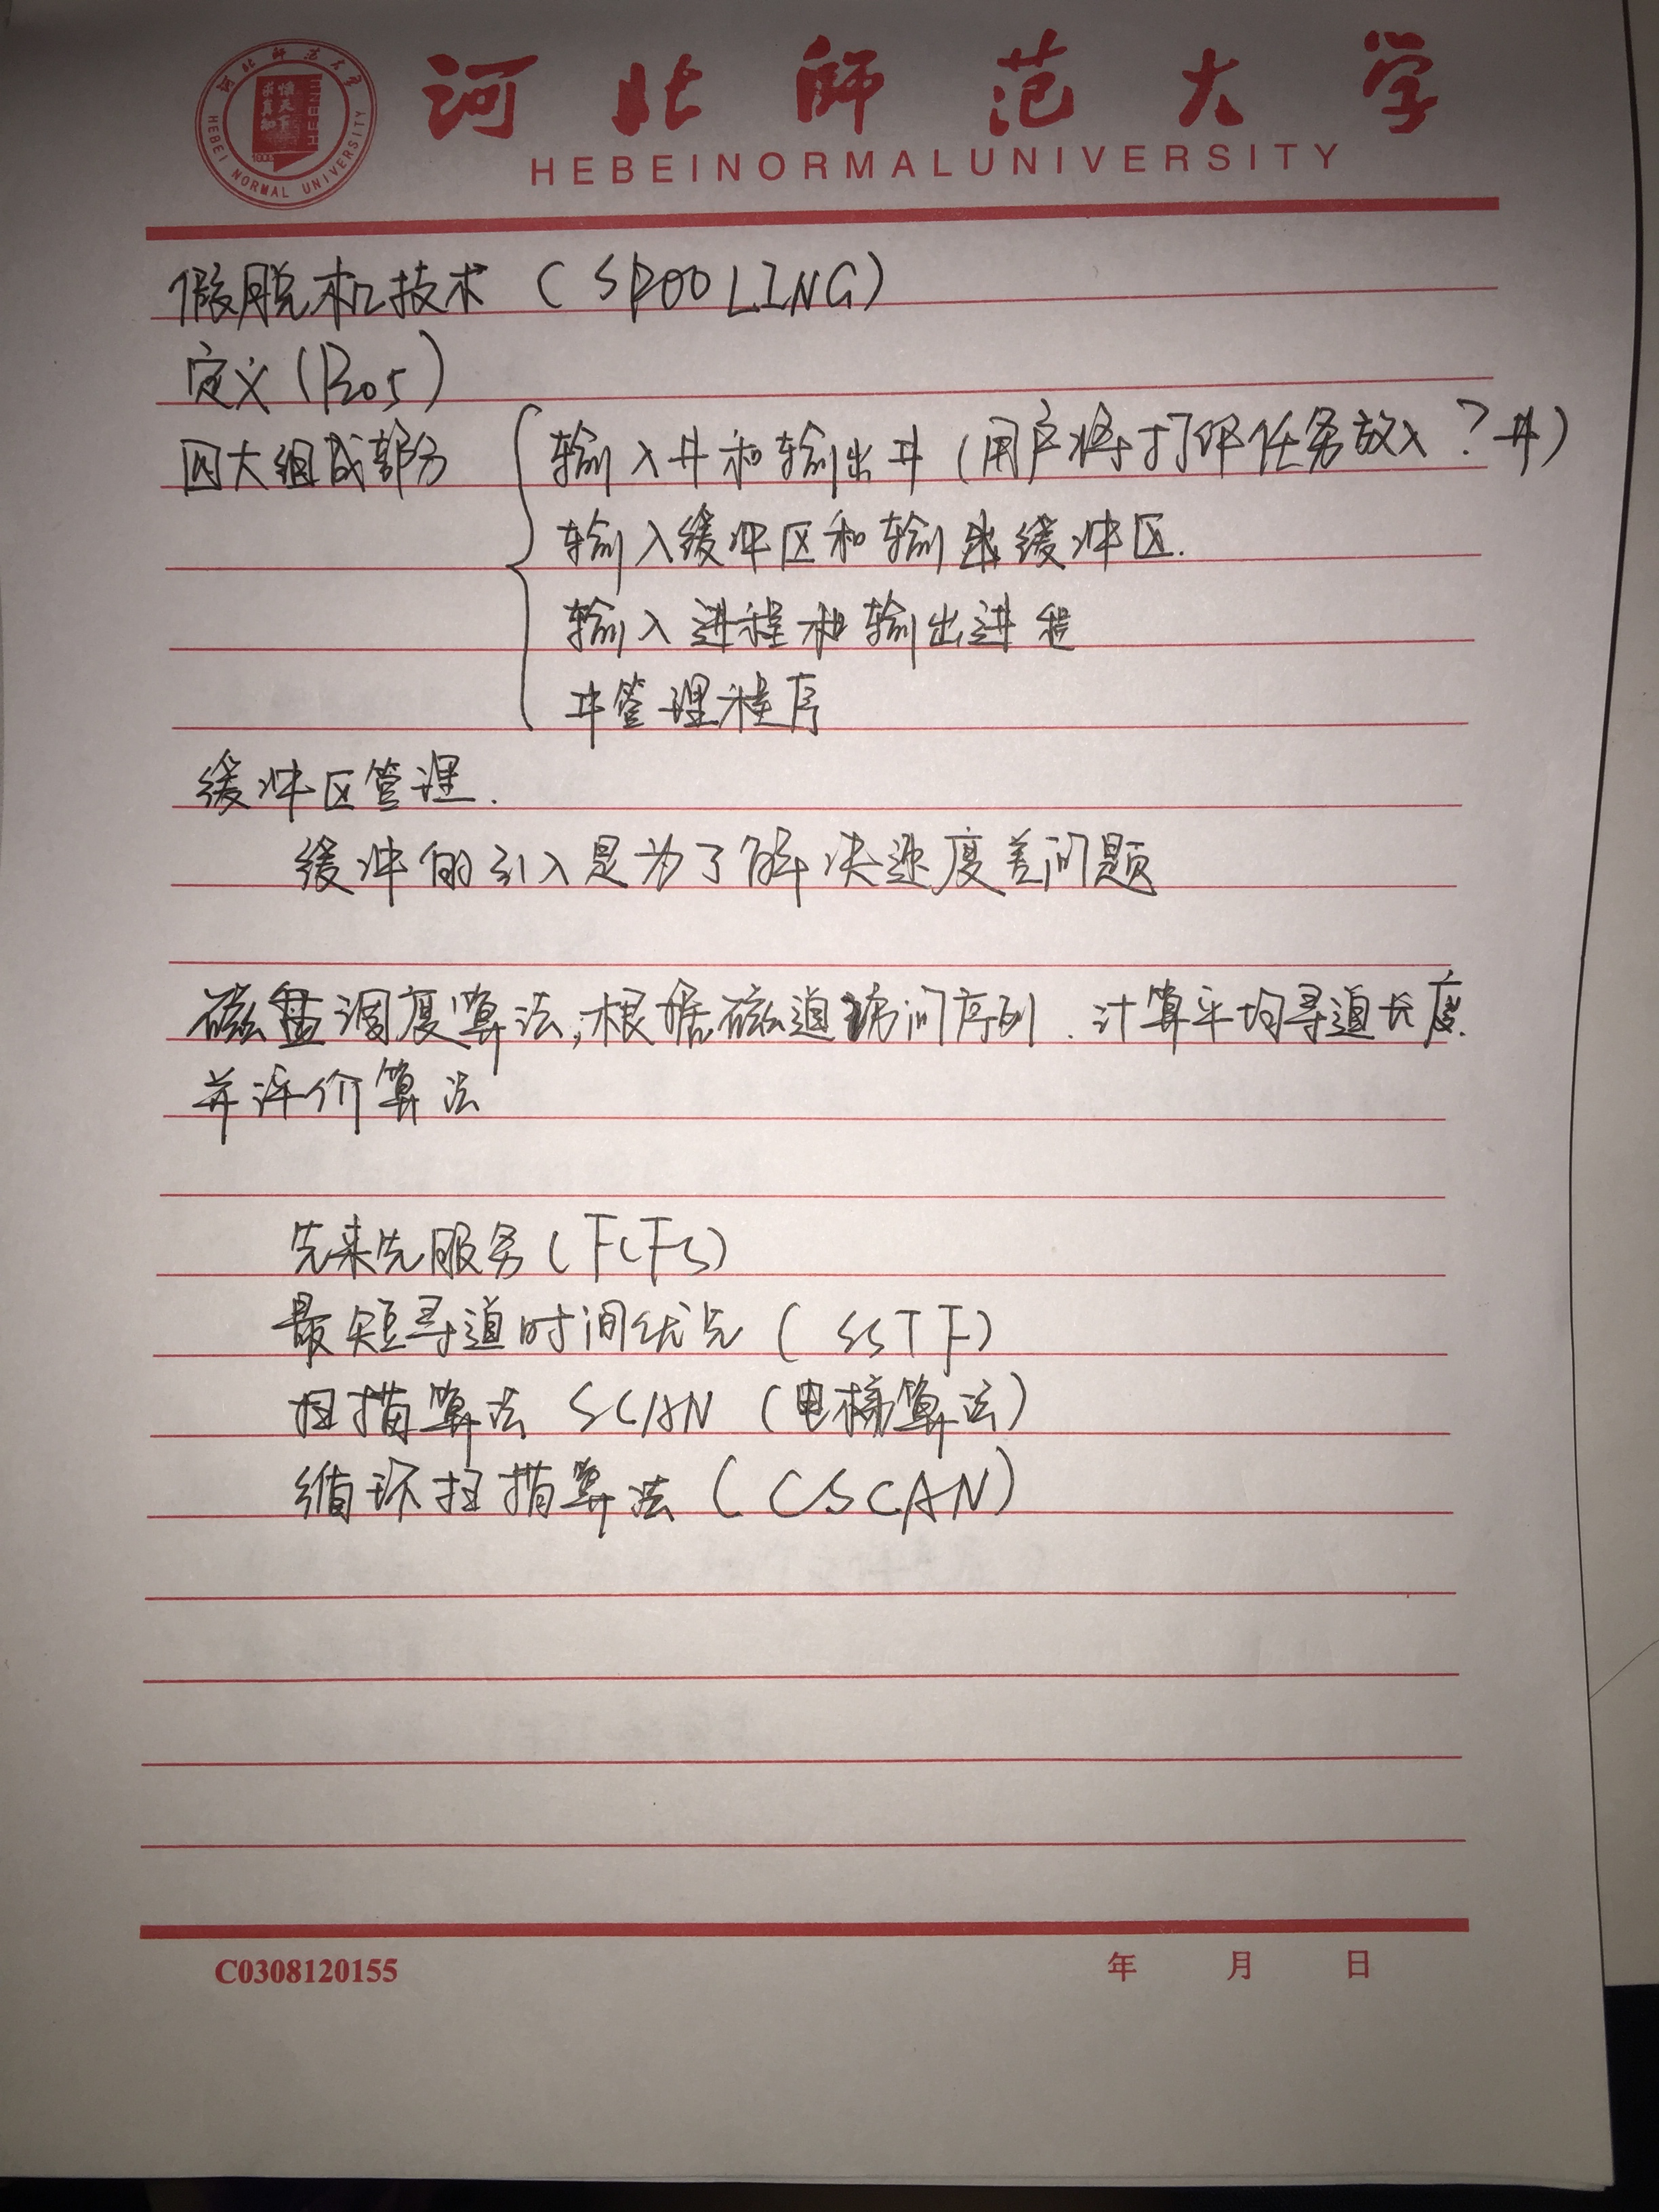 河北师范大学
HEBEINORMALUNIVERSITY
河北师范大学
怀天下
求真知
HEBEI NORMAL UNIVERSITY
假脱机技术(SPOOLING)
定义(P205)
四大组成部分
输入井和输出井(用户将打印任务放入?井)
输入缓冲区和输出缓冲区.
输入进程和输出进程
井管理程序
缓冲区管理.
缓冲的引入是为了解决速度差问题
磁盘调度算法,根据磁道访问序列.计算平均寻道长度.
并评价算法
先来先服务(FCFS)
最短寻道时间优先(SSTF)
扫描算法 SCAN (电梯算法)
循环扫描算法(CSCAN)
C0308120155
年 月 日